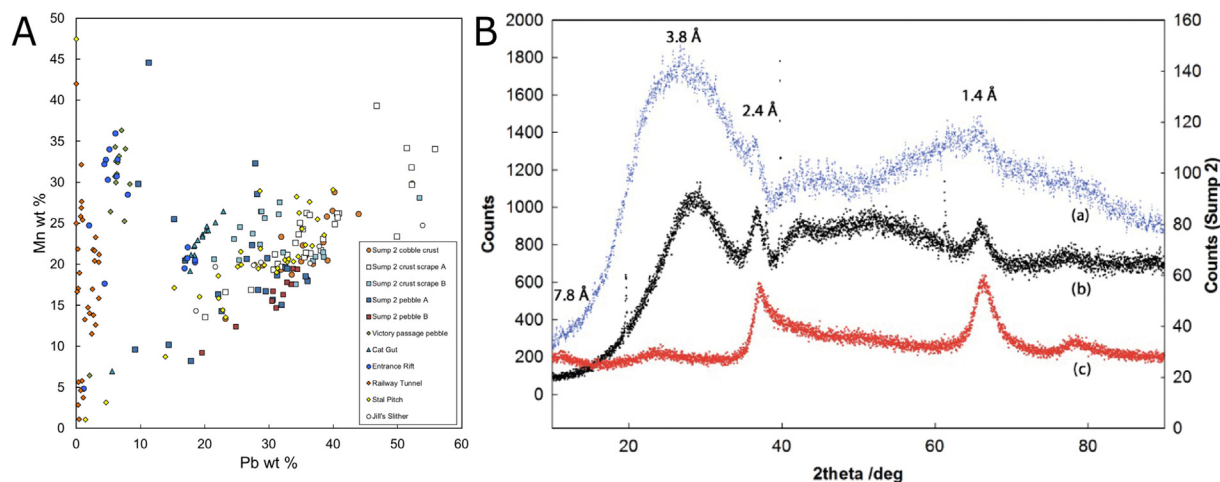 A
50
45
40
35
30
25
20
15
10
5
0
Mn wt %
0
10
20
30
40
50
60
Pb wt %
Sump 2 cobble crust
Sump 2 crust scrape A
Sump 2 crust scrape B
Sump 2 pebble A
Sump 2 pebble B
Victory passage pebble
Cat Gut
Entrance Rift
Railway Tunnel
Stal Pitch
Jill's Slither
B
2000
1800
1600
1400
1200
1000
800
600
400
200
0
Counts
3.8 Å
2.4 Å
1.4 Å
7.8 Å
(a)
(b)
(c)
20
40
60
80
2theta /deg
160
140
120
100
80
60
40
20
Counts (Sump 2)